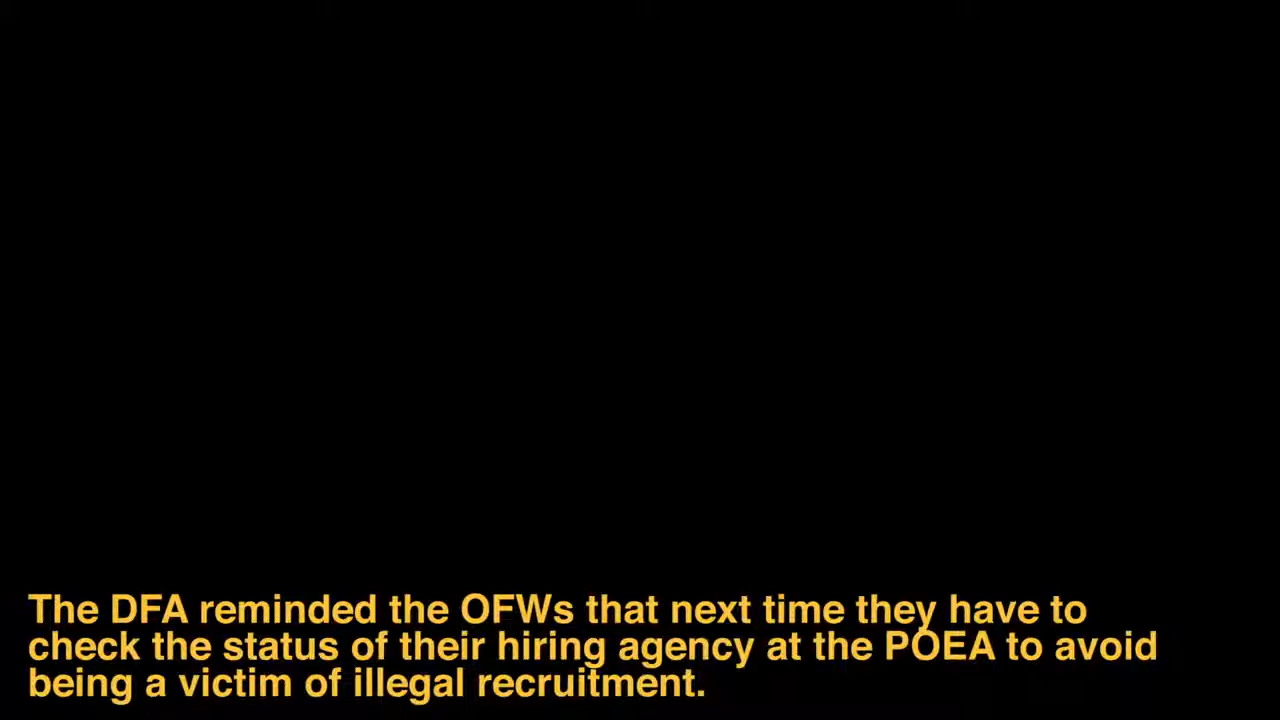 The DFA reminded the OFWs that next time they have to
check the status of their hiring agency at the POEA to avoid
being a victim of illegal recruitment.